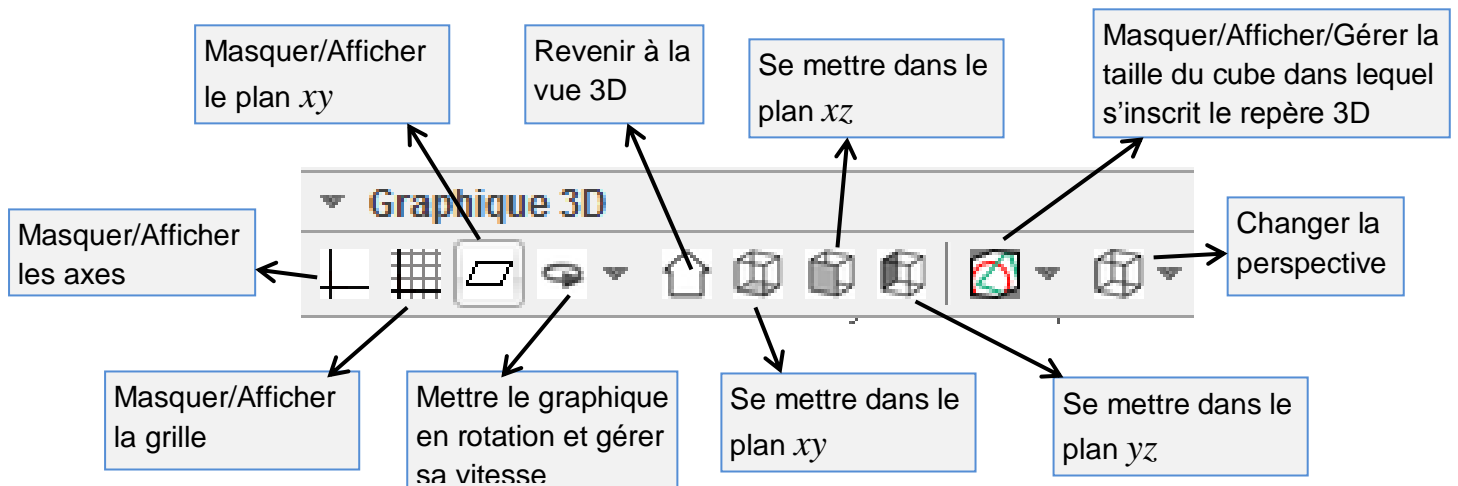 Masquer/Afficher
le plan xy
Revenir à la
vue 3D
Se mettre dans le
plan xz
Masquer/Afficher/Gérer la
taille du cube dans lequel
s’inscrit le repère 3D
Graphique 3D
Masquer/Afficher
les axes
Changer la
perspective
Masquer/Afficher
la grille
Mettre le graphique
en rotation et gérer
sa vitesse
Se mettre dans le
plan xy
Se mettre dans le
plan yz